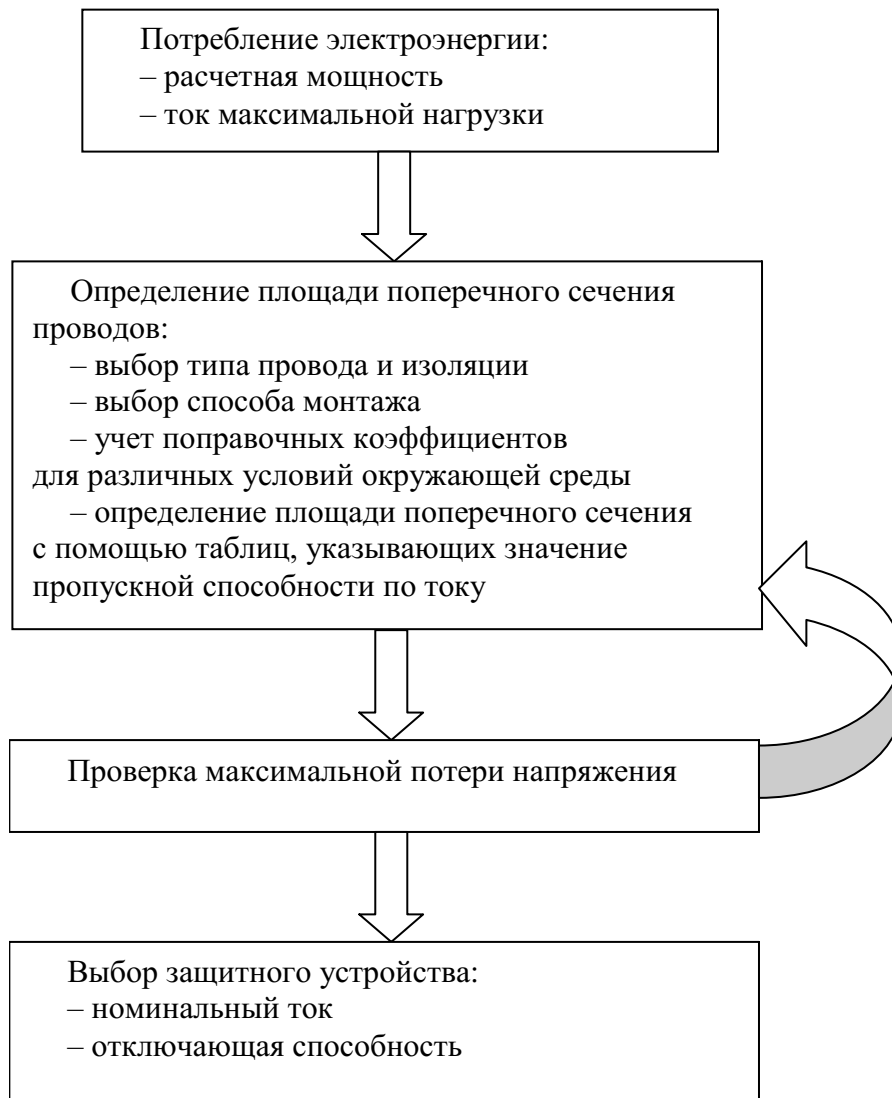 Потребление электроэнергии:
– расчетная мощность
– ток максимальной нагрузки
Определение площади поперечного сечения
проводов:
– выбор типа провода и изоляции
– выбор способа монтажа
– учет поправочных коэффициентов
для различных условий окружающей среды
– определение площади поперечного сечения
с помощью таблиц, указывающих значение
пропускной способности по току
Проверка максимальной потери напряжения
Выбор защитного устройства:
– номинальный ток
– отключающая способность